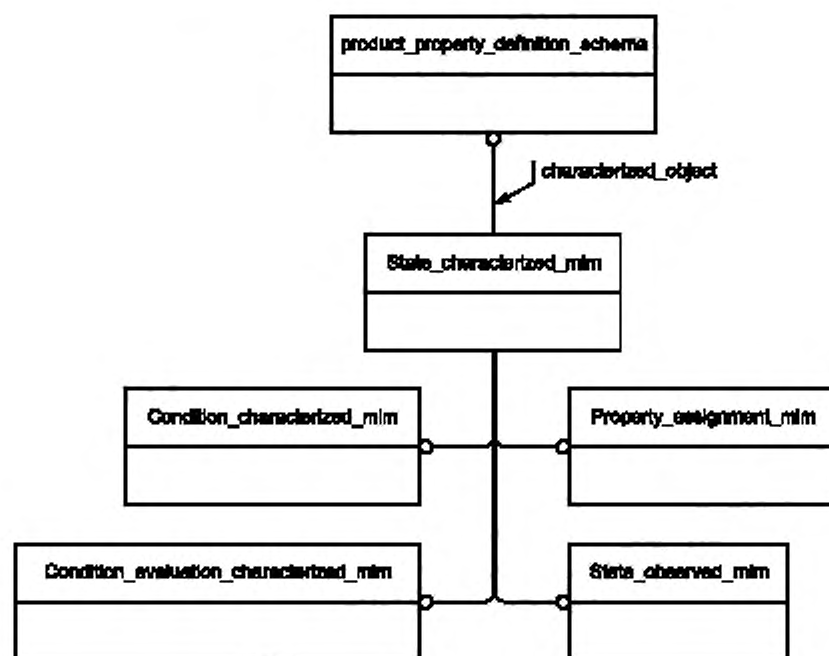 product_property_definition_schema
characterized_object
State_characterized_mim
Condition_characterized_mim
Property_assignment_mim
Condition_evaluation_characterized_mim
State_observed_mim